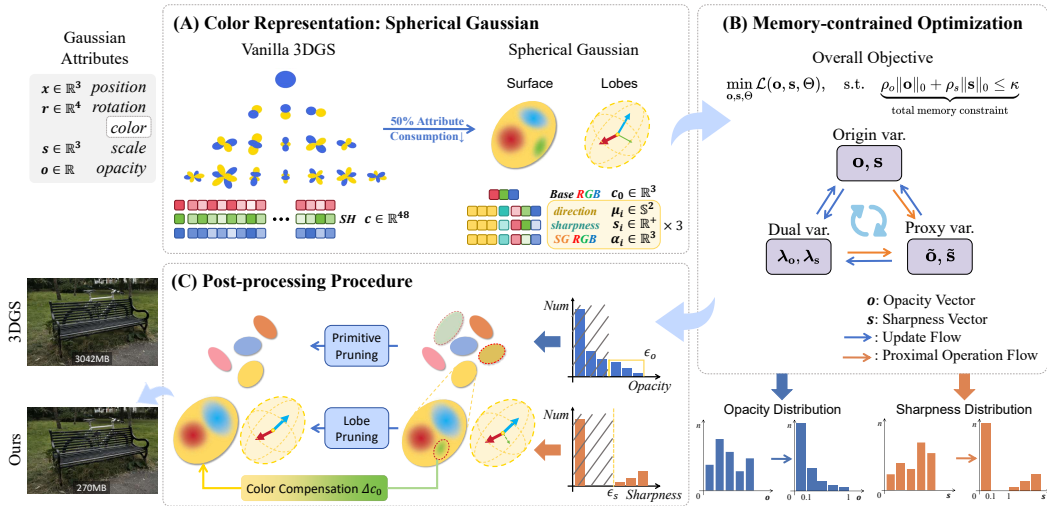 Gaussian
Attributes
x ∈ ℝ³ position
r ∈ ℝ⁴ rotation
color
s ∈ ℝ³ scale
o ∈ ℝ opacity
(A) Color Representation: Spherical Gaussian
Vanilla 3DGS
Spherical Gaussian
Surface
Lobes
50% Attribute
Consumption↓
SH c ∈ ℝ⁴⁸
Base RGB c₀ ∈ ℝ³
direction μᵢ ∈ 𝕊²
sharpness sᵢ ∈ ℝ⁺
SG RGB αᵢ ∈ ℝ³
× 3
(B) Memory-contrained Optimization
Overall Objective
min ℒ(o, s, Θ), s.t. ρₒ‖o‖₀ + ρₛ‖s‖₀ ≤ κ
o,s,Θ
total memory constraint
Origin var.
o, s
Dual var.
λₒ, λₛ
Proxy var.
õ, s̃
o: Opacity Vector
s: Sharpness Vector
: Update Flow
: Proximal Operation Flow
Opacity Distribution
n
o
n
0.1
1
o
Sharpness Distribution
n
s
n
0.1
1
s
(C) Post-processing Procedure
Primitive
Pruning
Num
ϵₒ
Opacity
Lobe
Pruning
Num
ϵₛ
Sharpness
Color Compensation Δc₀
3DGS
3042MB
Ours
270MB